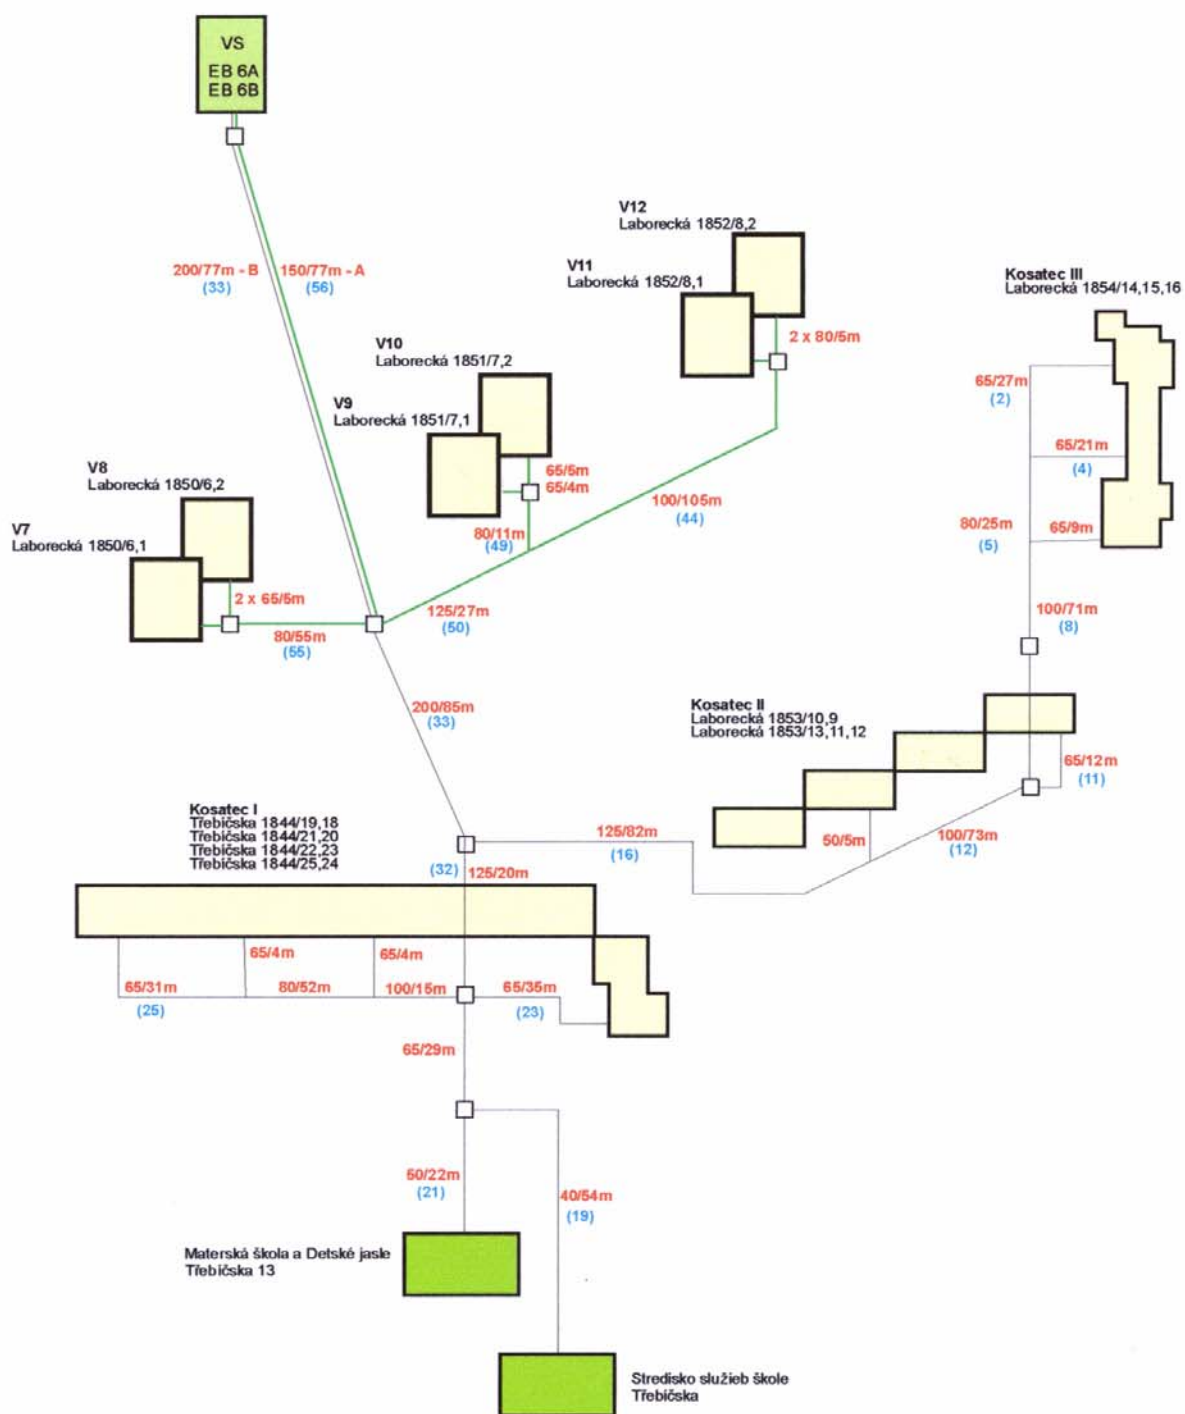 VS
EB 6A
EB 6B
200/77m - B
(33)
150/77m - A
(56)
V12
Laborecká 1852/8,2
V11
Laborecká 1852/8,1
2 x 80/5m
Kosatec III
Laborecká 1854/14,15,16
65/27m
(2)
65/21m
(4)
80/25m
(5)
65/9m
100/71m
(8)
V10
Laborecká 1851/7,2
V9
Laborecká 1851/7,1
65/5m
65/4m
80/11m
(49)
100/105m
(44)
V8
Laborecká 1850/6,2
V7
Laborecká 1850/6,1
2 x 65/5m
80/55m
(55)
125/27m
(50)
200/85m
(33)
Kosatec II
Laborecká 1853/10,9
Laborecká 1853/13,11,12
65/12m
(11)
50/5m
100/73m
(12)
125/82m
(16)
Kosatec I
Třebičska 1844/19,18
Třebičska 1844/21,20
Třebičska 1844/22,23
Třebičska 1844/25,24
(32)
125/20m
65/4m
65/4m
65/31m
(25)
80/52m
100/15m
65/35m
(23)
65/29m
50/22m
(21)
40/54m
(19)
Materská škola a Detské jasle
Třebičska 13
Stredisko služieb škole
Třebičska